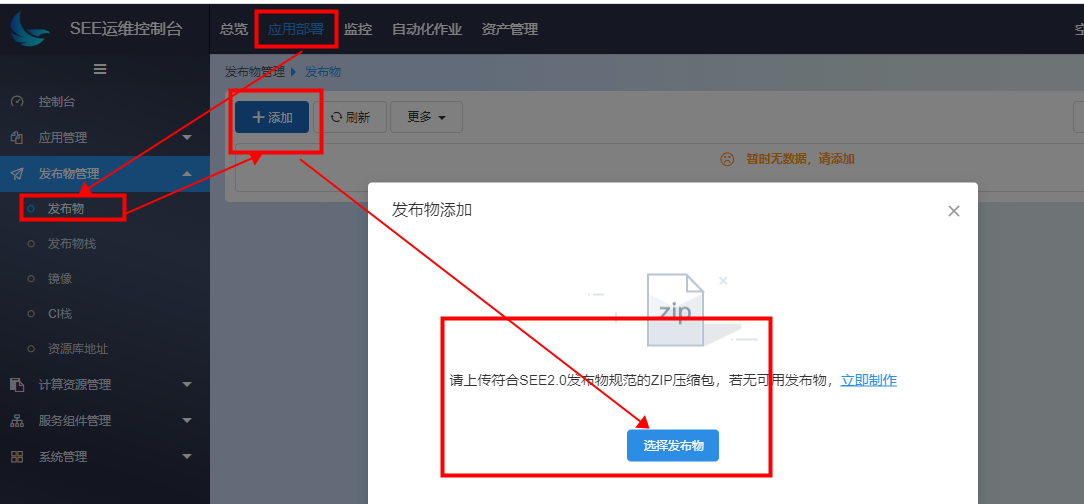 SEE运维控制台
总览 应用部署 监控 自动化作业 资产管理
发布物管理 发布物
控制台
应用管理
发布物管理
发布物
发布物栈
镜像
CI栈
资源库地址
计算资源管理
服务组件管理
系统管理
添加 刷新 更多
暂时无数据，请添加
发布物添加
zip
请上传符合SEE2.0发布物规范的ZIP压缩包，若无可用发布物，立即制作
选择发布物